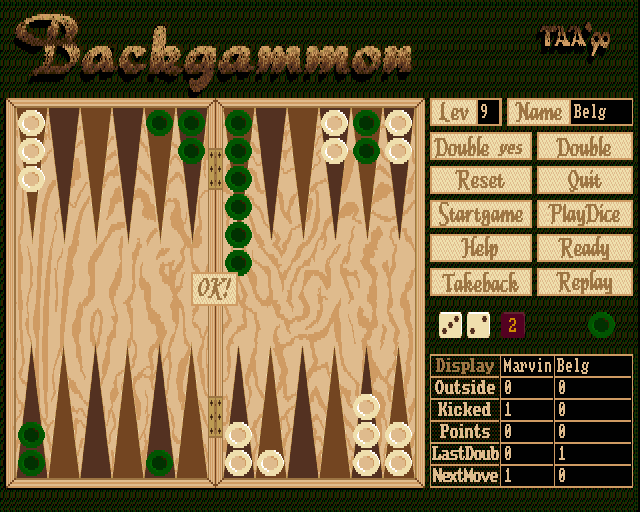 Backgammon
TAA'90
Lev 9 Name Belg
Double yes Double
Reset Quit
Startgame PlayDice
Help Ready
Takeback Replay
OK!
2
Display Marvin Belg
Outside 0 0
Kicked 1 0
Points 0 0
LastDoub 0 1
NextMove 1 0